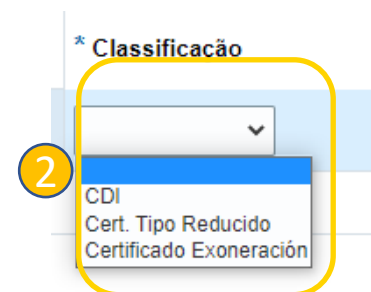 * Classificação
2
CDI
Cert. Tipo Reducido
Certificado Exoneración